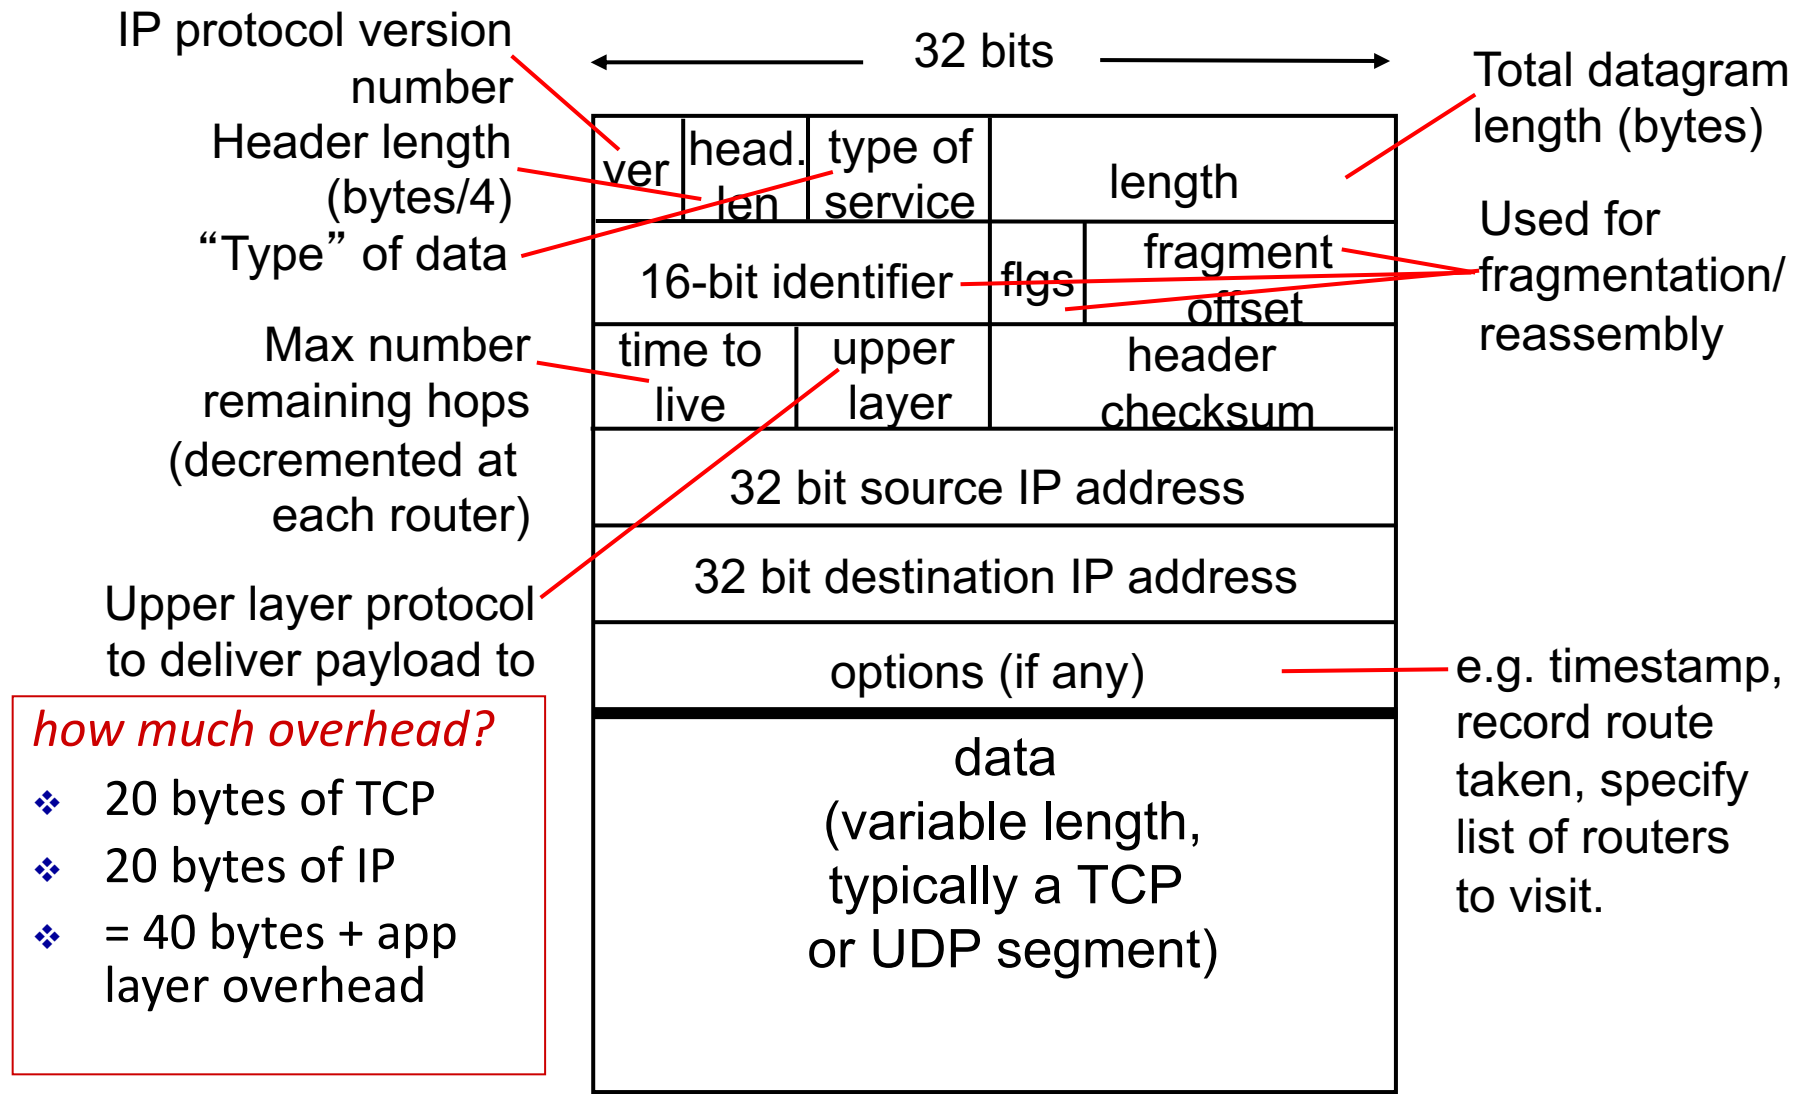 IP protocol version
number
Header length
(bytes/4)
“Type” of data
Max number
remaining hops
(decremented at
each router)
Upper layer protocol
to deliver payload to
how much overhead?
❖ 20 bytes of TCP
❖ 20 bytes of IP
❖ = 40 bytes + app
layer overhead
32 bits
ver
head.
len
type of
service
length
16-bit identifier
flgs
fragment
offset
time to
live
upper
layer
header
checksum
32 bit source IP address
32 bit destination IP address
options (if any)
data
(variable length,
typically a TCP
or UDP segment)
Total datagram
length (bytes)
Used for
fragmentation/
reassembly
e.g. timestamp,
record route
taken, specify
list of routers
to visit.